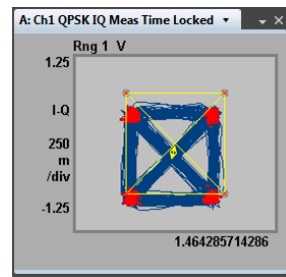 A: Ch1 QPSK IQ Meas Time Locked
Rng 1 V
1.25
I-Q
250
m
/div
-1.25
1.464285714286